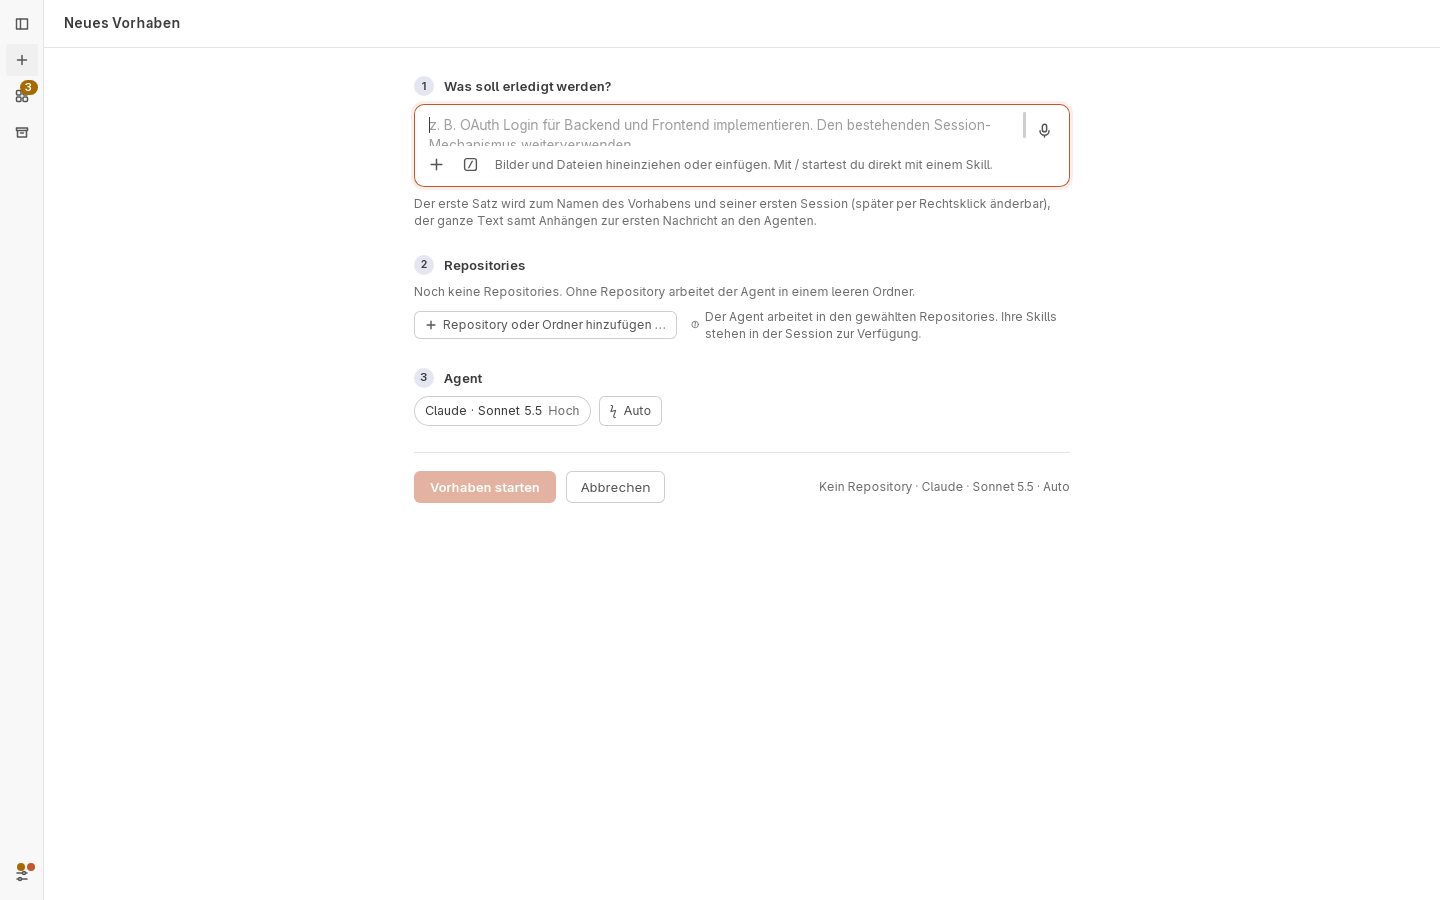 Neues Vorhaben
1 Was soll erledigt werden?
3
z. B. OAuth Login für Backend und Frontend implementieren. Den bestehenden Session-
Mechanismus weiterverwenden
Bilder und Dateien hineinziehen oder einfügen. Mit / startest du direkt mit einem Skill.
Der erste Satz wird zum Namen des Vorhabens und seiner ersten Session (später per Rechtsklick änderbar),
der ganze Text samt Anhängen zur ersten Nachricht an den Agenten.
2 Repositories
Noch keine Repositories. Ohne Repository arbeitet der Agent in einem leeren Ordner.
Repository oder Ordner hinzufügen …
Der Agent arbeitet in den gewählten Repositories. Ihre Skills
stehen in der Session zur Verfügung.
3 Agent
Claude · Sonnet 5.5 Hoch
Auto
Vorhaben starten
Abbrechen
Kein Repository · Claude · Sonnet 5.5 · Auto